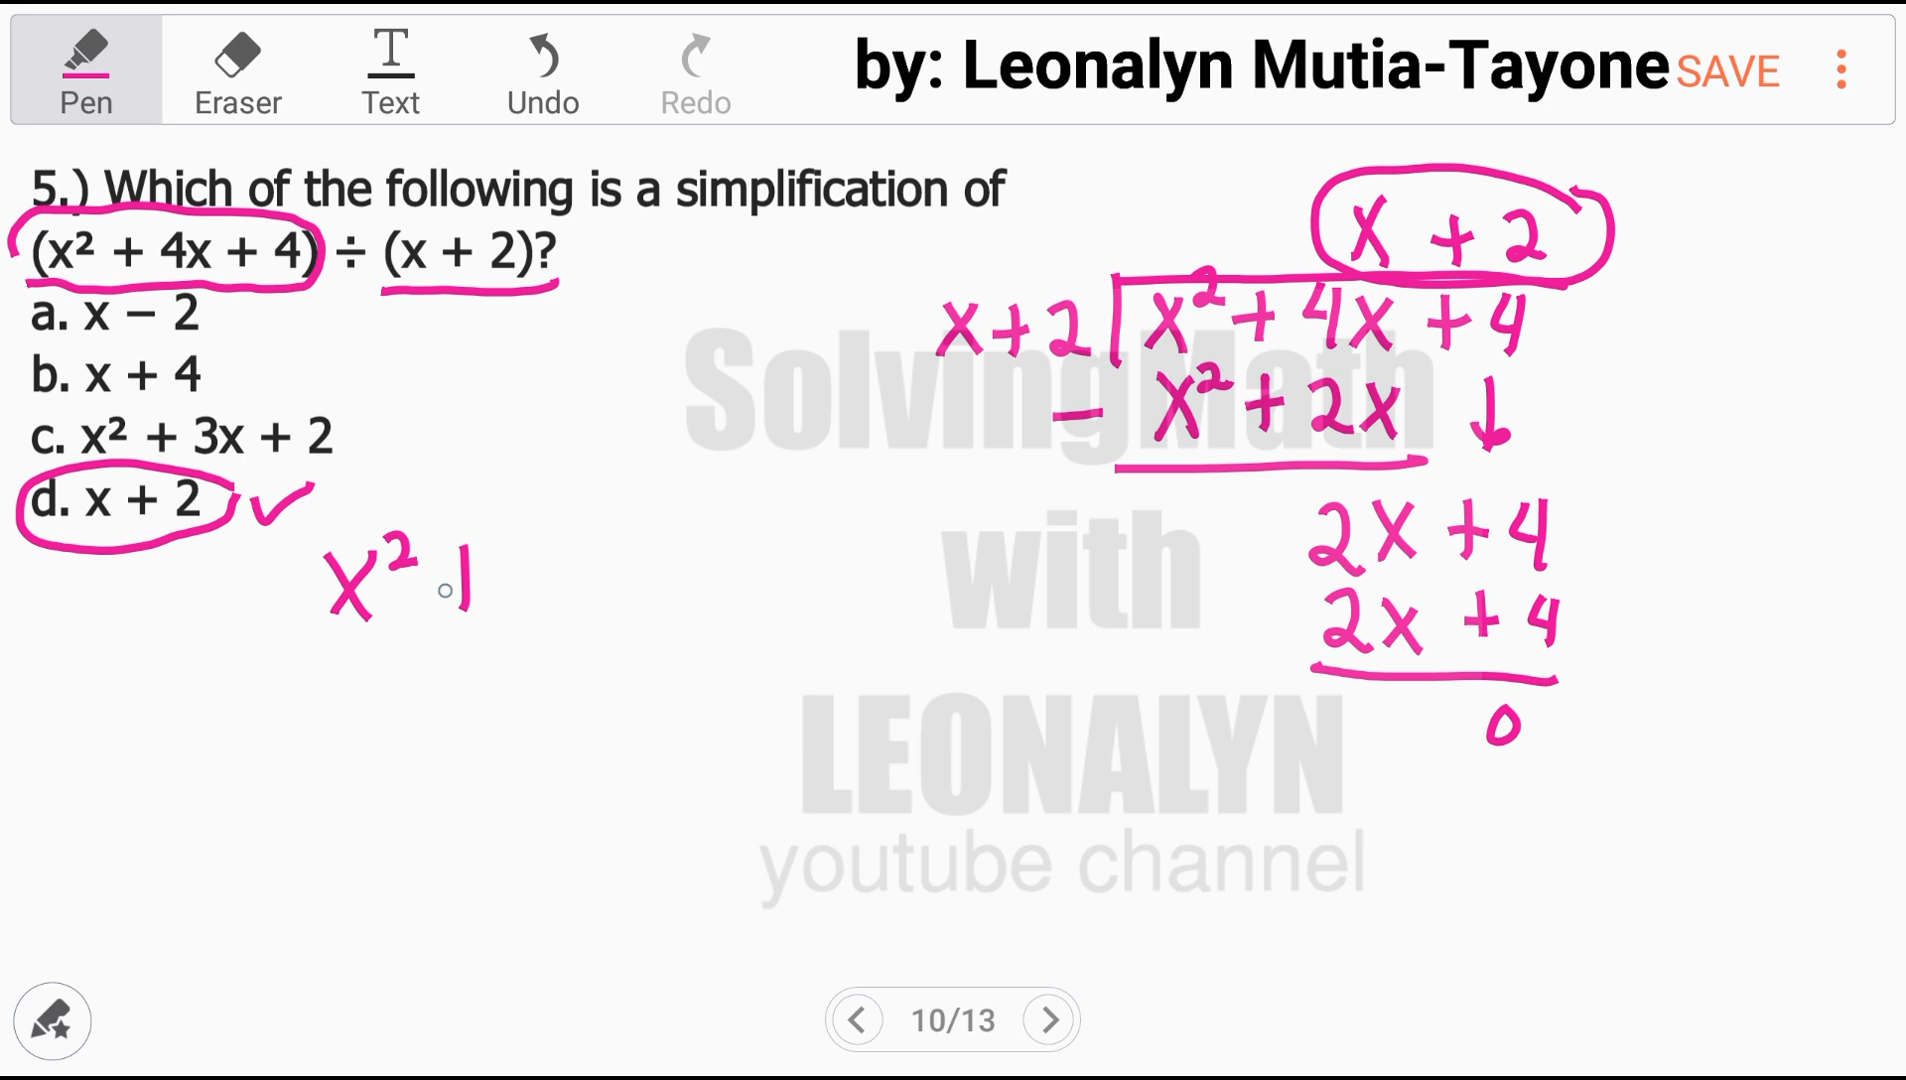 Pen Eraser Text Undo Redo by: Leonalyn Mutia-Tayone SAVE
5.) Which of the following is a simplification of
(x² + 4x + 4) ÷ (x + 2)?
a. x – 2
b. x + 4
c. x² + 3x + 2
d. x + 2 ✓
x²
x + 2
x+2 x² + 4x + 4
– x² + 2x ↓
2x + 4
2x + 4
0
SolvingMath
with
LEONALYN
youtube channel
10/13